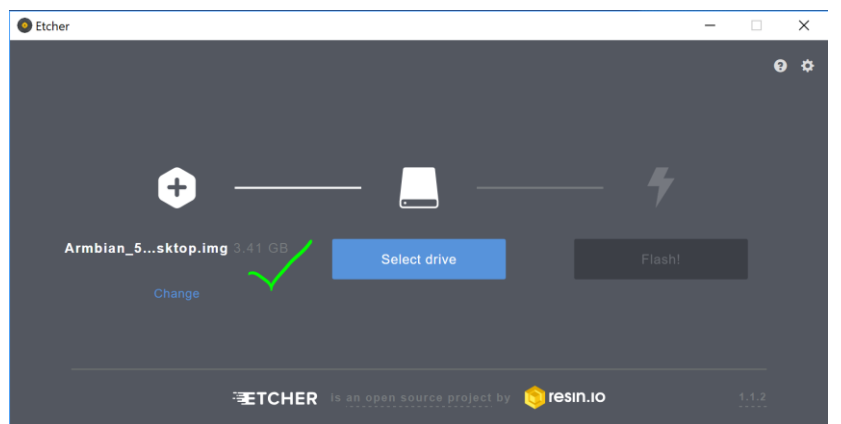 Etcher
Armbian_5...sktop.img 3.41 GB
Change
Select drive
Flash!
ETCHER is an open source project by resin.io
1.1.2